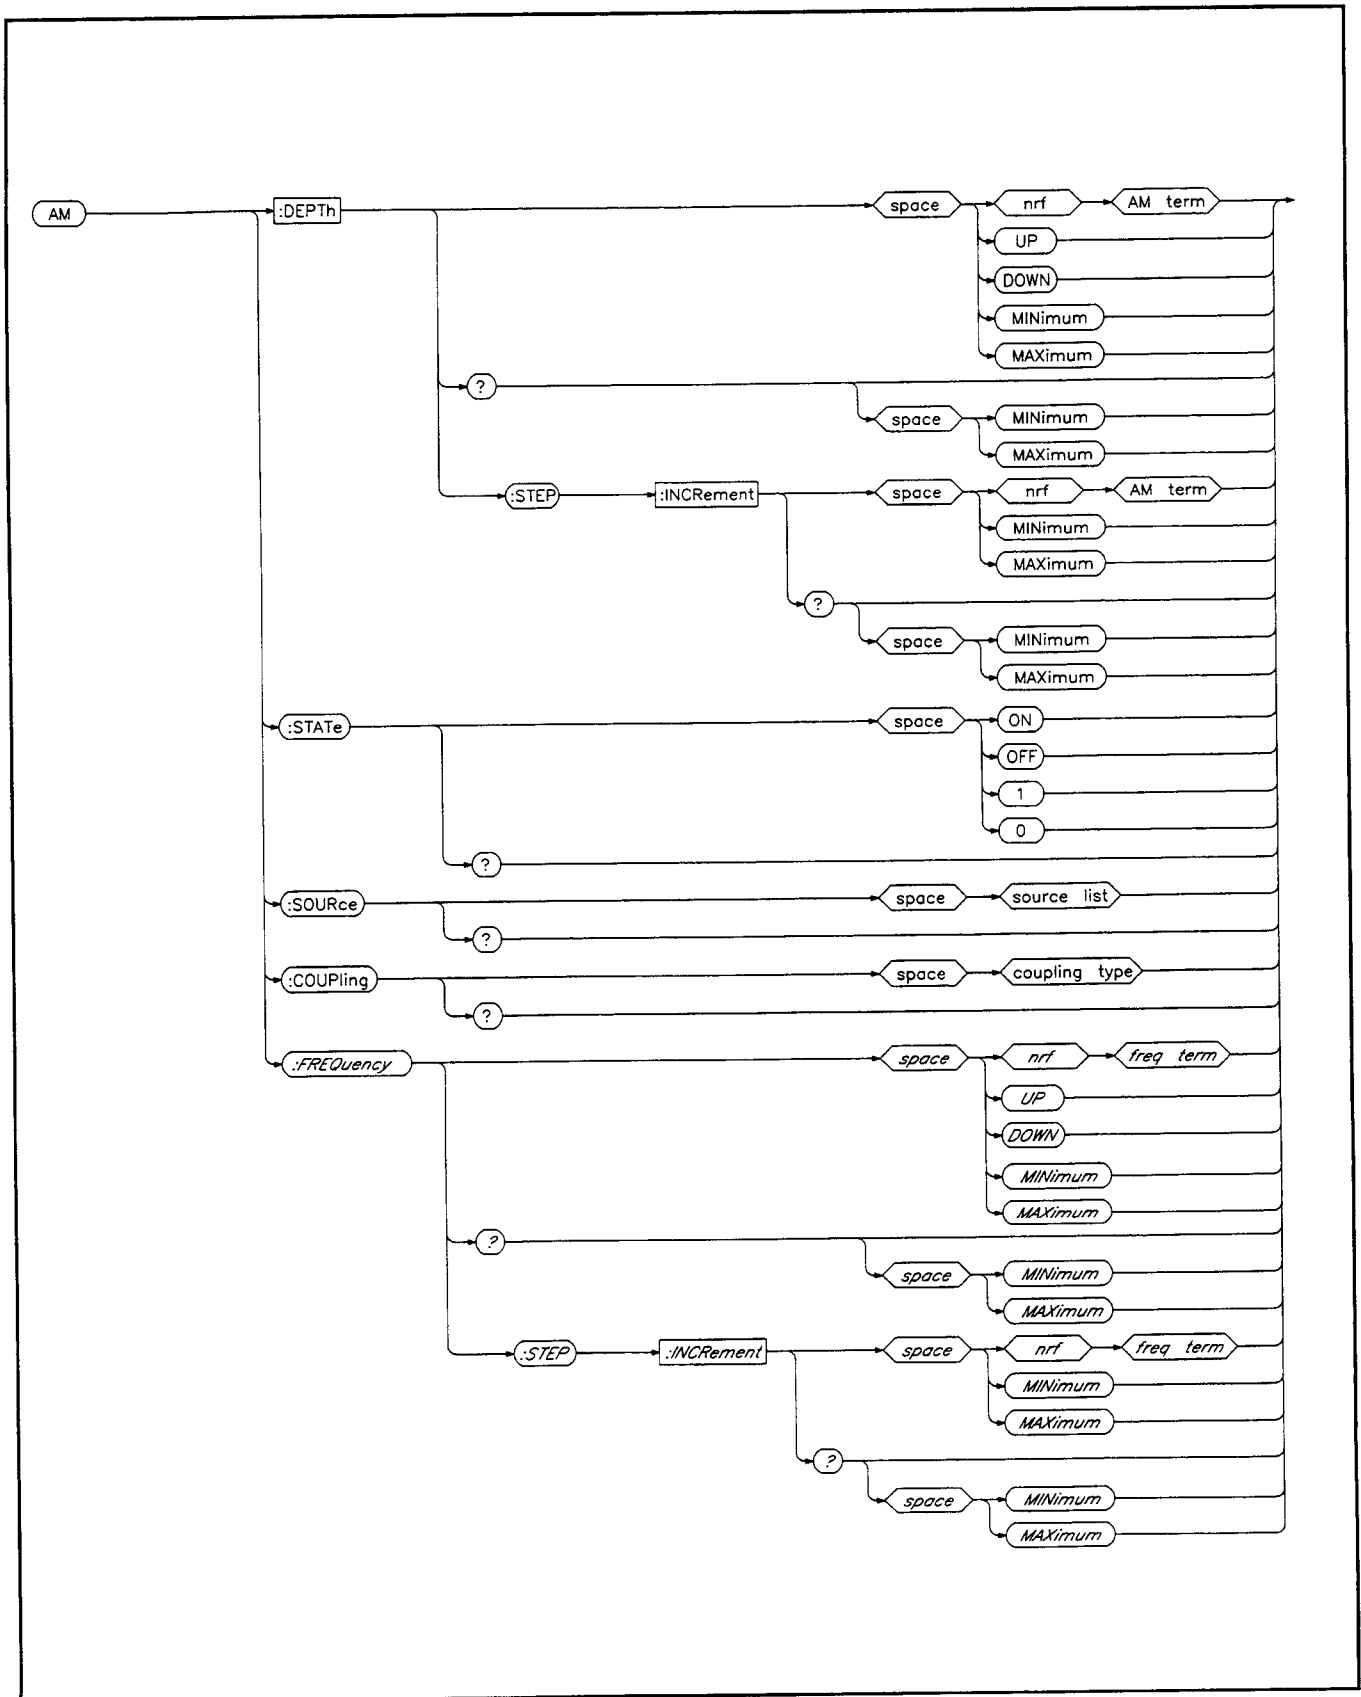 AM :DEPTh space nrf AM term
UP
DOWN
MINimum
MAXimum
?
space MINimum
MAXimum
:STEP :INCRement space nrf AM term
MINimum
MAXimum
?
space MINimum
MAXimum
:STATe space ON
OFF
1
0
?
:SOURce space source list
?
:COUPling space coupling type
?
:FREQuency space nrf freq term
UP
DOWN
MINimum
MAXimum
?
space MINimum
MAXimum
:STEP :INCRement space nrf freq term
MINimum
MAXimum
?
space MINimum
MAXimum